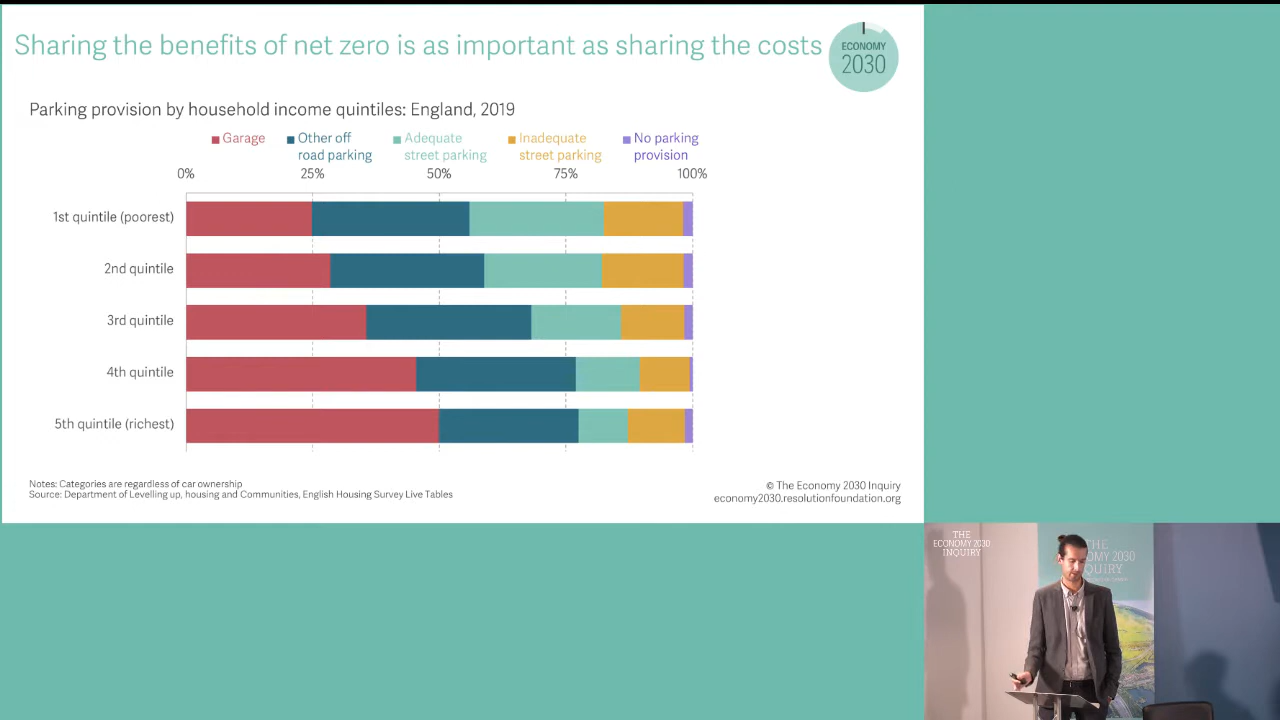 Sharing the benefits of net zero is as important as sharing the costs
ECONOMY
2030
Parking provision by household income quintiles: England, 2019
Garage
Other off
road parking
Adequate
street parking
Inadequate
street parking
No parking
provision
0% 25% 50% 75% 100%
1st quintile (poorest)
2nd quintile
3rd quintile
4th quintile
5th quintile (richest)
Notes: Categories are regardless of car ownership
Source: Department of Levelling up, housing and Communities, English Housing Survey Live Tables
© The Economy 2030 Inquiry
economy2030.resolutionfoundation.org
THE
ECONOMY 2030
INQUIRY
THE
OMY 2030
QUIRY